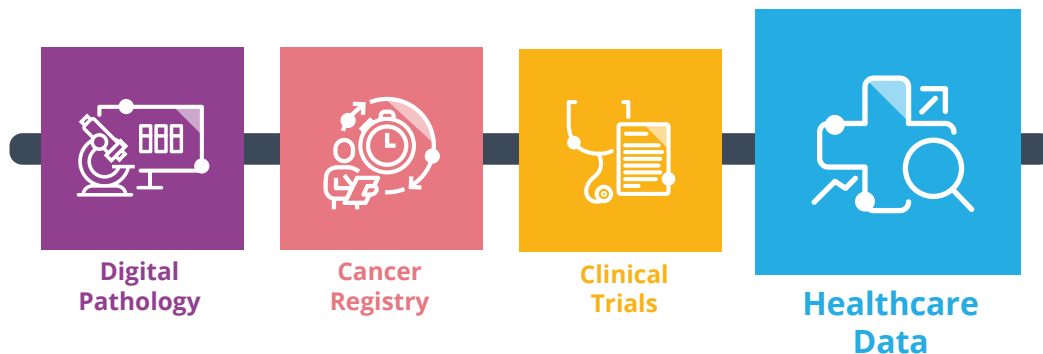 Digital
Pathology
Cancer
Registry
Clinical
Trials
Healthcare
Data